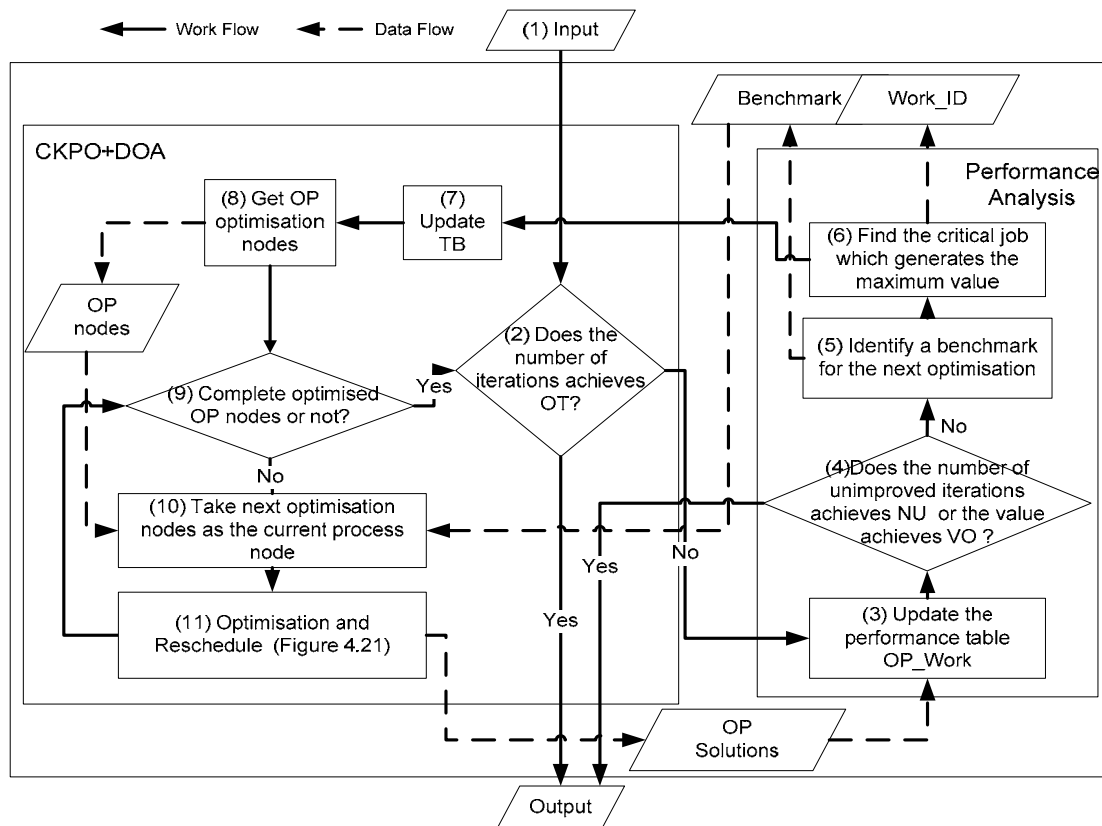 Work Flow
Data Flow
(1) Input
Benchmark
Work_ID
CKPO+DOA
Performance
Analysis
(8) Get OP
optimisation
nodes
(7)
Update
TB
(6) Find the critical job
which generates the
maximum value
OP
nodes
(2) Does the
number of
iterations achieves
OT?
(5) Identify a benchmark
for the next optimisation
(9) Complete optimised
OP nodes or not?
Yes
No
No
(4)Does the number of
unimproved iterations
achieves NU or the value
achieves VO ?
(10) Take next optimisation
nodes as the current process
node
No
Yes
Yes
(11) Optimisation and
Reschedule (Figure 4.21)
(3) Update the
performance table
OP_Work
OP
Solutions
Output